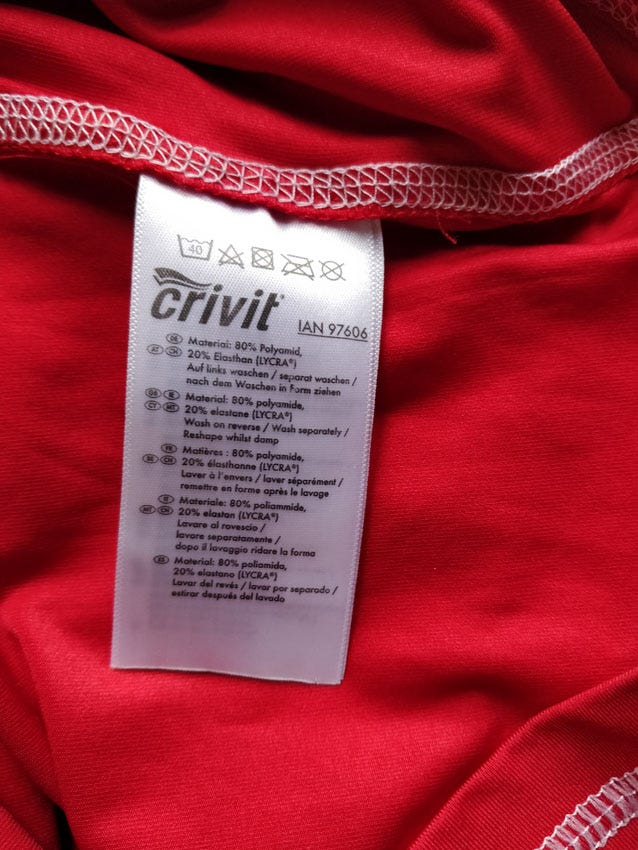 40
crivit
IAN 97606
DE Material: 80% Polyamid,
AT CH 20% Elasthan (LYCRA®)
Auf links waschen / separat waschen /
nach dem Waschen in Form ziehen
GB IE Material: 80% polyamide,
CY MT 20% elastane (LYCRA®)
Wash on reverse / Wash separately /
Reshape whilst damp
FR Matières : 80% polyamide,
BE CH 20% élasthanne (LYCRA®)
Laver à l'envers / laver séparément /
remettre en forme après le lavage
IT Materiale: 80% poliammide,
MT CH 20% elastan (LYCRA®)
Lavare al rovescio /
lavare separatamente /
dopo il lavaggio ridare la forma
ES Material: 80% poliamida,
20% elastano (LYCRA®)
Lavar del revés / lavar por separado /
estirar después del lavado